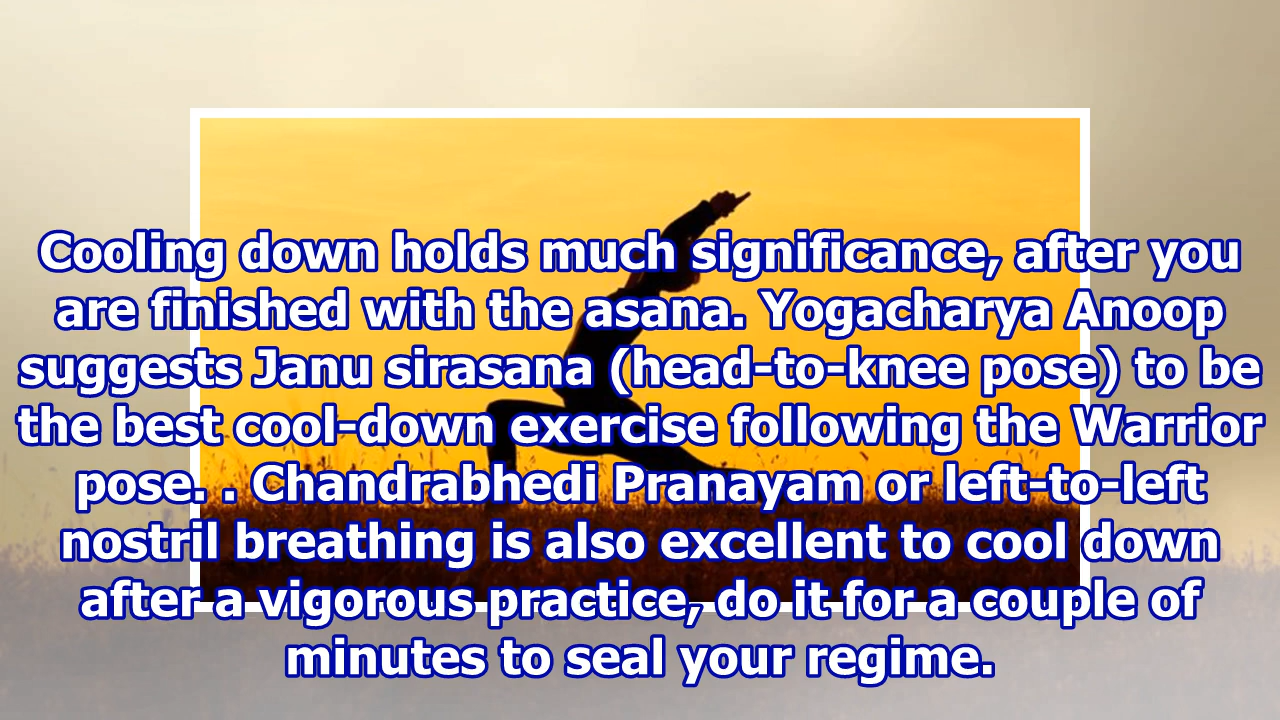 Cooling down holds much significance, after you
are finished with the asana. Yogacharya Anoop
suggests Janu sirasana (head-to-knee pose) to be
the best cool-down exercise following the Warrior
pose. . Chandrabhedi Pranayam or left-to-left
nostril breathing is also excellent to cool down
after a vigorous practice, do it for a couple of
minutes to seal your regime.